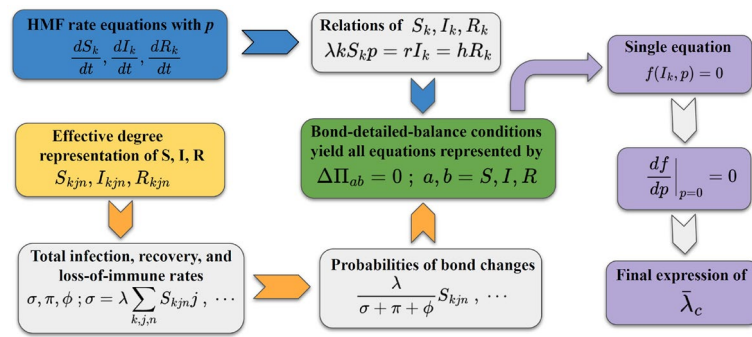 HMF rate equations with p
dS_k/dt, dI_k/dt, dR_k/dt
Relations of S_k, I_k, R_k
λkS_kp = rI_k = hR_k
Single equation
f(I_k, p) = 0
Effective degree
representation of S, I, R
S_kjn, I_kjn, R_kjn
Bond-detailed-balance conditions
yield all equations represented by
ΔΠ_ab = 0 ; a, b = S, I, R
df/dp |_p=0 = 0
Total infection, recovery, and
loss-of-immune rates
σ, π, ϕ ; σ = λ ∑_k,j,n S_kjn j , ⋯
Probabilities of bond changes
λ/(σ + π + ϕ) S_kjn , ⋯
Final expression of
λ̄_c